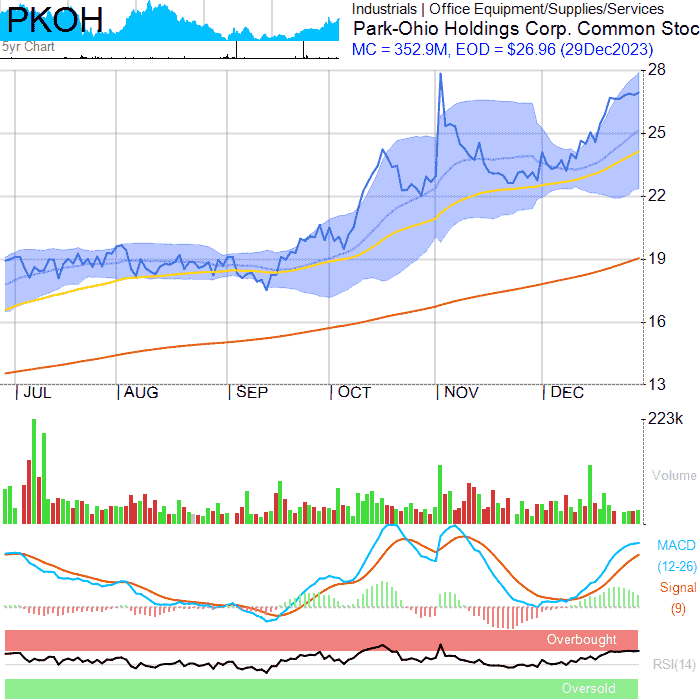 PKOH
5yr Chart
Industrials | Office Equipment/Supplies/Services
Park-Ohio Holdings Corp. Common Stoc
MC = 352.9M, EOD = $26.96 (29Dec2023)
28
25
22
19
16
13
JUL AUG SEP OCT NOV DEC
223k
Volume
MACD
(12-26)
Signal
(9)
Overbought
RSI(14)
Oversold